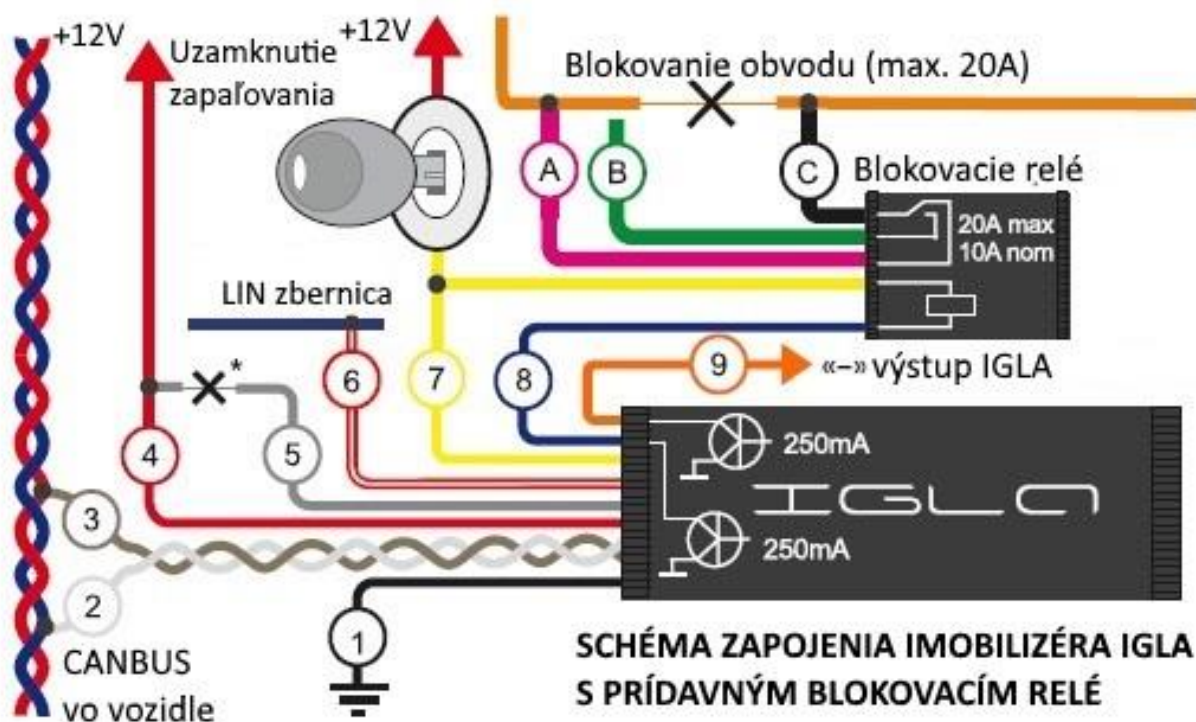 +12V
Uzamknutie
zapaľovania
+12V
Blokovanie obvodu (max. 20A)
A
B
C
Blokovacie relé
20A max
10A nom
LIN zbernica
*
6
7
8
9
«–» výstup IGLA
4
5
250mA
IGLA
250mA
3
2
1
CANBUS
vo vozidle
SCHÉMA ZAPOJENIA IMOBILIZÉRA IGLA
S PRÍDAVNÝM BLOKOVACÍM RELÉ